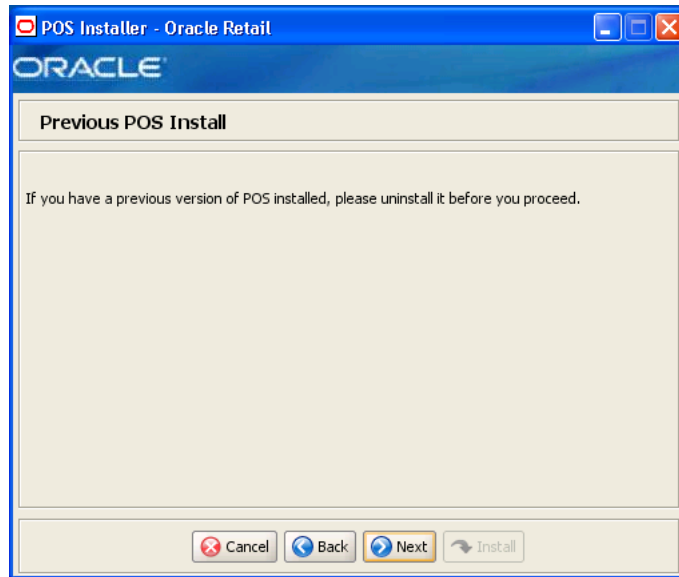 POS Installer - Oracle Retail
ORACLE
Previous POS Install
If you have a previous version of POS installed, please uninstall it before you proceed.
Cancel Back Next Install